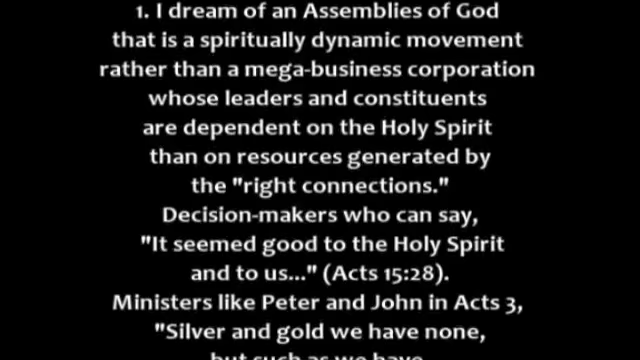 1. I dream of an Assemblies of God
that is a spiritually dynamic movement
rather than a mega-business corporation
whose leaders and constituents
are dependent on the Holy Spirit
than on resources generated by
the "right connections."
Decision-makers who can say,
"It seemed good to the Holy Spirit
and to us..." (Acts 15:28).
Ministers like Peter and John in Acts 3,
"Silver and gold we have none,
but such as we have